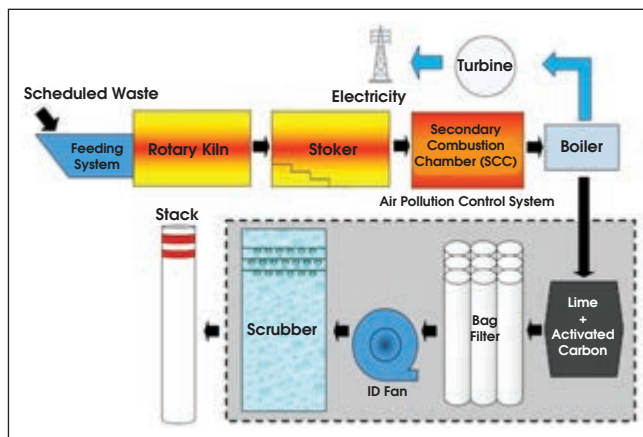 Turbine
Electricity
Scheduled Waste
Feeding
System
Rotary Kiln
Stoker
Secondary
Combustion
Chamber (SCC)
Boiler
Air Pollution Control System
Stack
Scrubber
ID Fan
Bag
Filter
Lime
+
Activated
Carbon